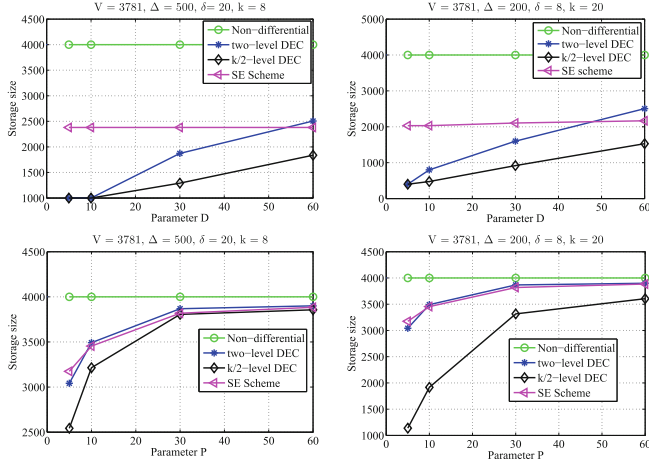 V = 3781, Δ = 500, δ= 20, k = 8
4500
4000
3500
3000
2500
2000
1500
1000
Storage size
0
10
20
30
40
50
60
Parameter D
Non−differential
two−level DEC
k/2−level DEC
SE Scheme
V = 3781, Δ = 200, δ = 8, k = 20
5000
4000
3000
2000
1000
0
Storage size
0
10
20
30
40
50
60
Parameter D
Non−differential
two−level DEC
k/2−level DEC
SE scheme
V = 3781, Δ = 500, δ = 20, k = 8
4500
4000
3500
3000
2500
Storage size
0
10
20
30
40
50
60
Parameter P
Non−differential
two−level DEC
k/2−level DEC
SE Scheme
V = 3781, Δ = 200, δ = 8, k = 20
4500
4000
3500
3000
2500
2000
1500
1000
Storage size
0
10
20
30
40
50
60
Parameter P
Non−differential
two−level DEC
k/2−level DEC
SE Scheme